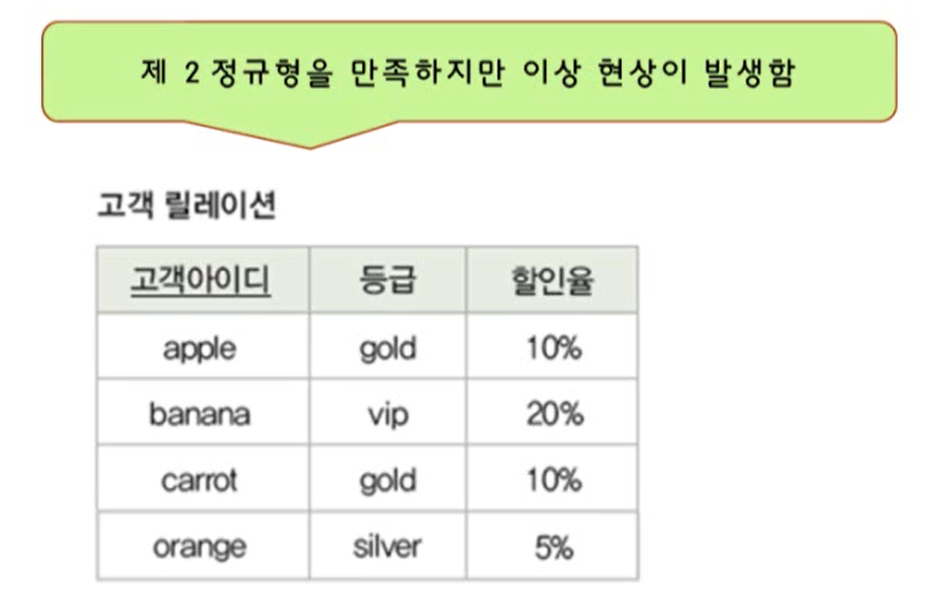 제 2정규형을 만족하지만 이상 현상이 발생함
고객 릴레이션
고객아이디 등급 할인율
apple gold 10%
banana vip 20%
carrot gold 10%
orange silver 5%